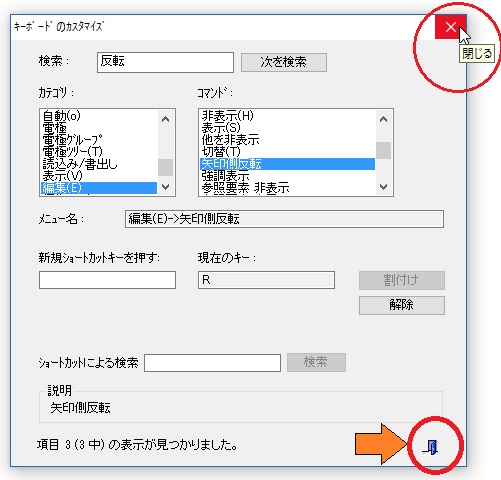 キーボードのカスタマイズ
閉じる
検索：
反転
次を検索
カテゴリ：
自動(o)
電極
電極グループ
電極ツリー(T)
読込み/書出し
表示(V)
編集(E)
コマンド：
非表示(H)
表示(S)
他を非表示
切替(T)
矢印側反転
強調表示
参照要素 非表示
メニュー名：
編集(E)->矢印側反転
新規ショートカットキーを押す：
現在のキー：
R
割付け
解除
ショートカットによる検索
検索
説明
矢印側反転
項目 3 (3 中) の表示が見つかりました。